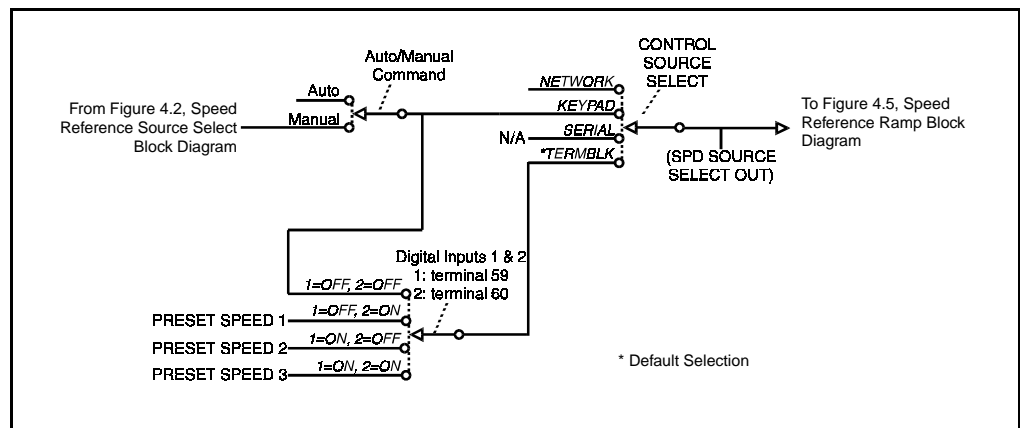 Auto/Manual
Command
CONTROL
SOURCE
SELECT
Auto
NETWORK
From Figure 4.2, Speed
Reference Source Select
Block Diagram
Manual
KEYPAD
To Figure 4.5, Speed
Reference Ramp Block
Diagram
N/A
SERIAL
*TERMBLK
(SPD SOURCE
SELECT OUT)
Digital Inputs 1 & 2
1: terminal 59
2: terminal 60
1=OFF, 2=OFF
PRESET SPEED 1
1=OFF, 2=ON
PRESET SPEED 2
1=ON, 2=OFF
PRESET SPEED 3
1=ON, 2=ON
* Default Selection